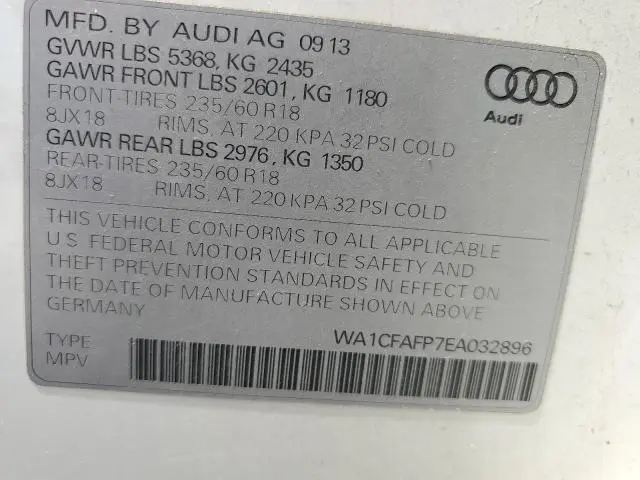 MFD. BY AUDI AG 09 13
GVWR LBS 5368, KG 2435
GAWR FRONT LBS 2601, KG 1180
FRONT-TIRES 235/60 R18
8JX18 RIMS, AT 220 KPA 32 PSI COLD
GAWR REAR LBS 2976, KG 1350
REAR-TIRES 235/60 R18
8JX18 RIMS, AT 220 KPA 32 PSI COLD
Audi
THIS VEHICLE CONFORMS TO ALL APPLICABLE
U.S. FEDERAL MOTOR VEHICLE SAFETY AND
THEFT PREVENTION STANDARDS IN EFFECT ON
THE DATE OF MANUFACTURE SHOWN ABOVE
GERMANY
TYPE WA1CFAFP7EA032896
MPV